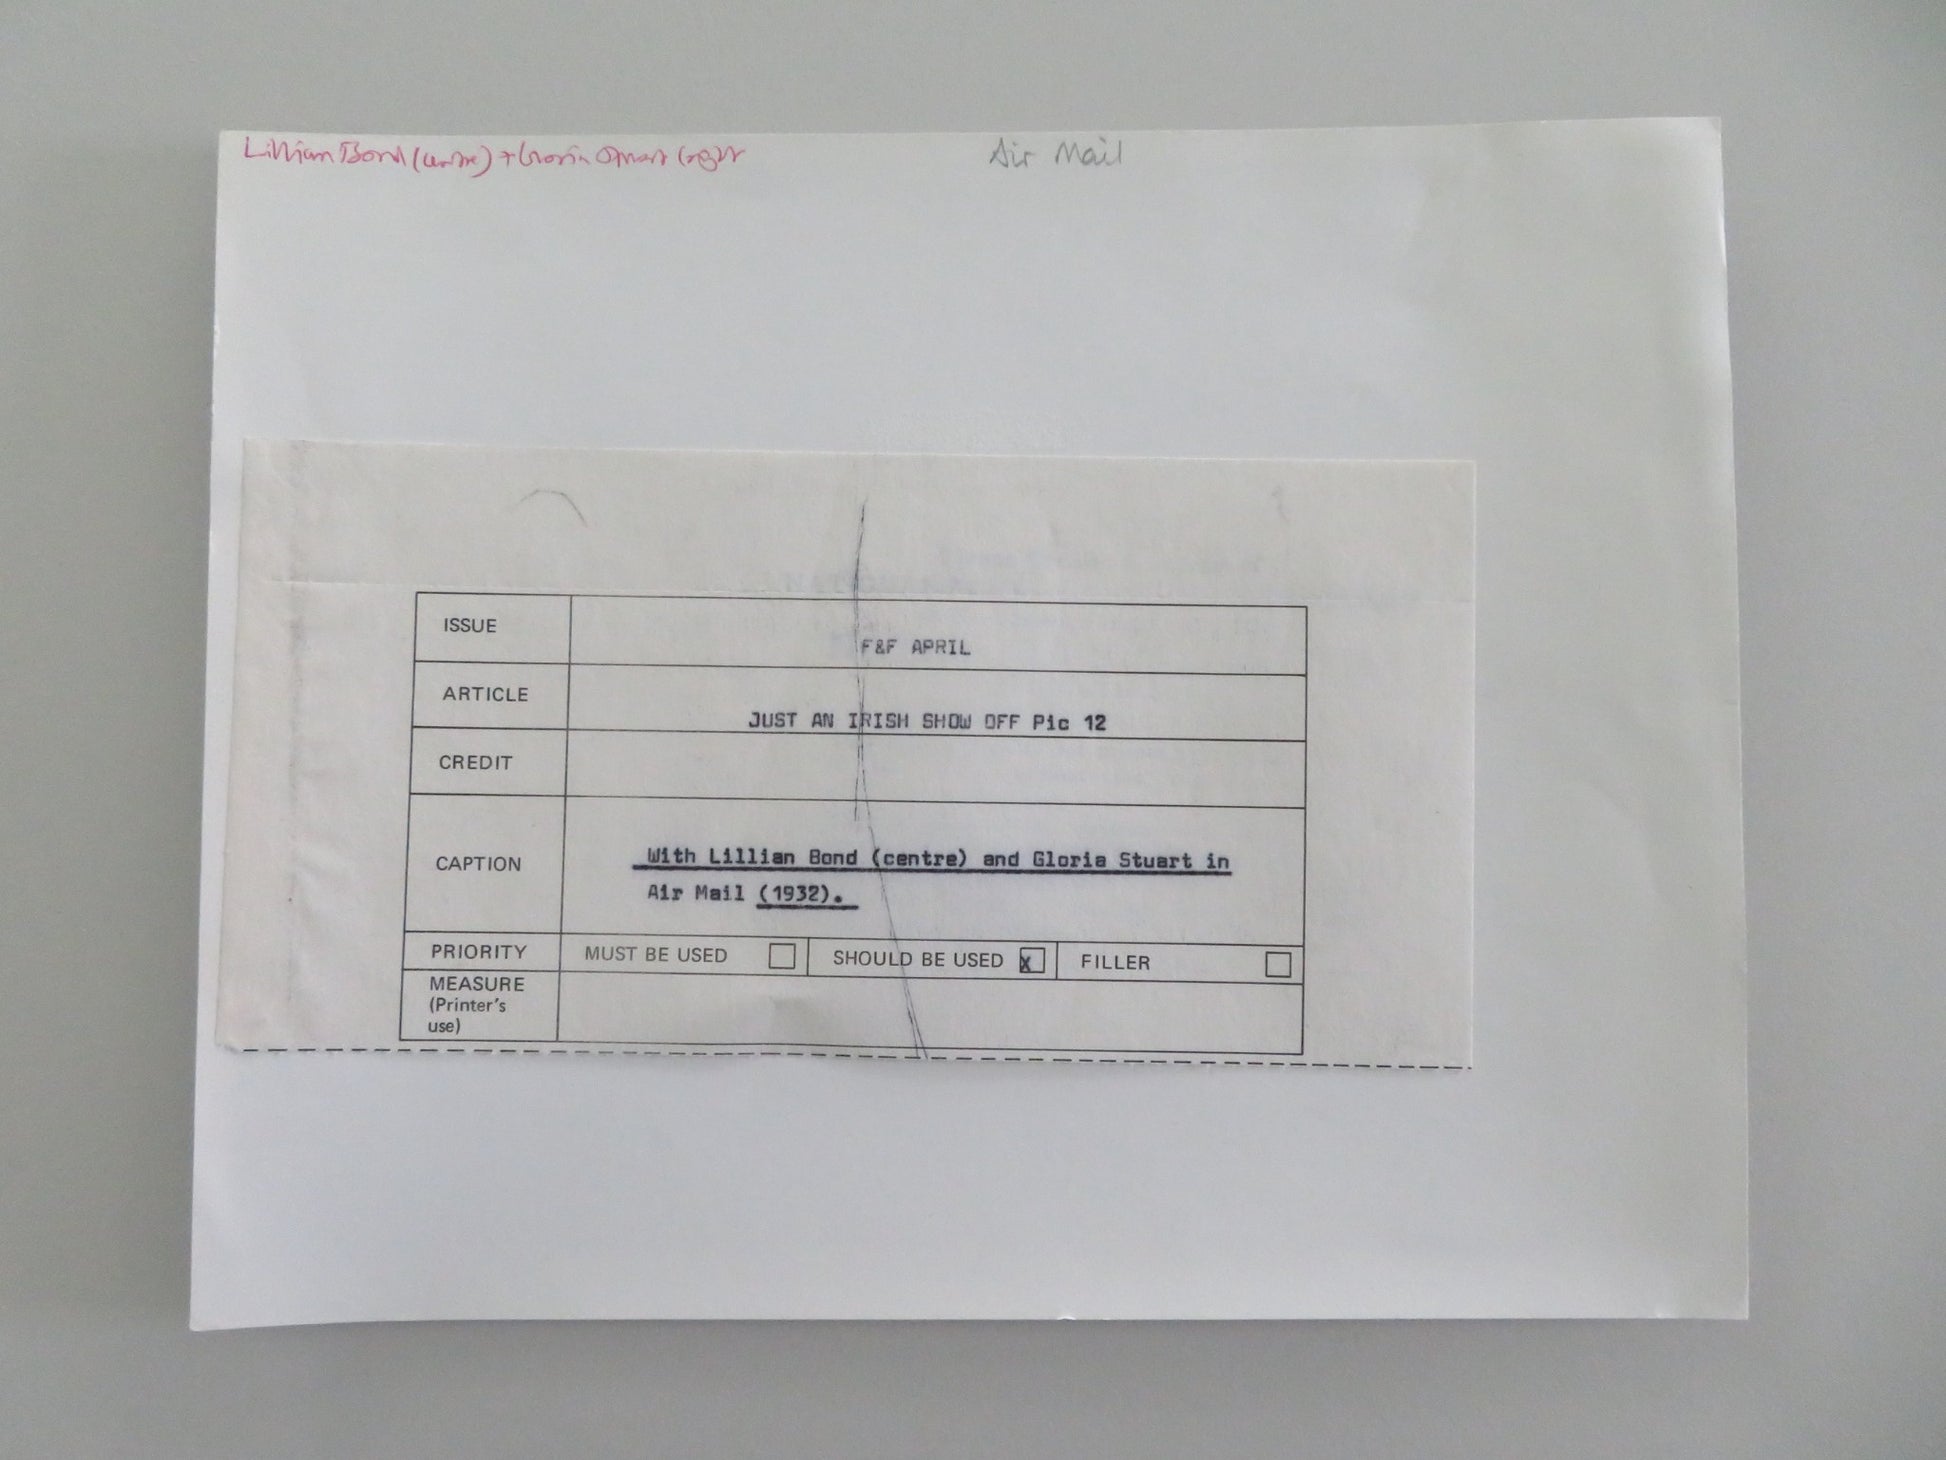 Lillian Bond (centre) + Gloria Stuart (right
Air Mail
ISSUE
F&F APRIL
ARTICLE
JUST AN IRISH SHOW OFF Pic 12
CREDIT
CAPTION
With Lillian Bond (centre) and Gloria Stuart in
Air Mail (1932).
PRIORITY MUST BE USED SHOULD BE USED x FILLER
MEASURE
(Printer's
use)